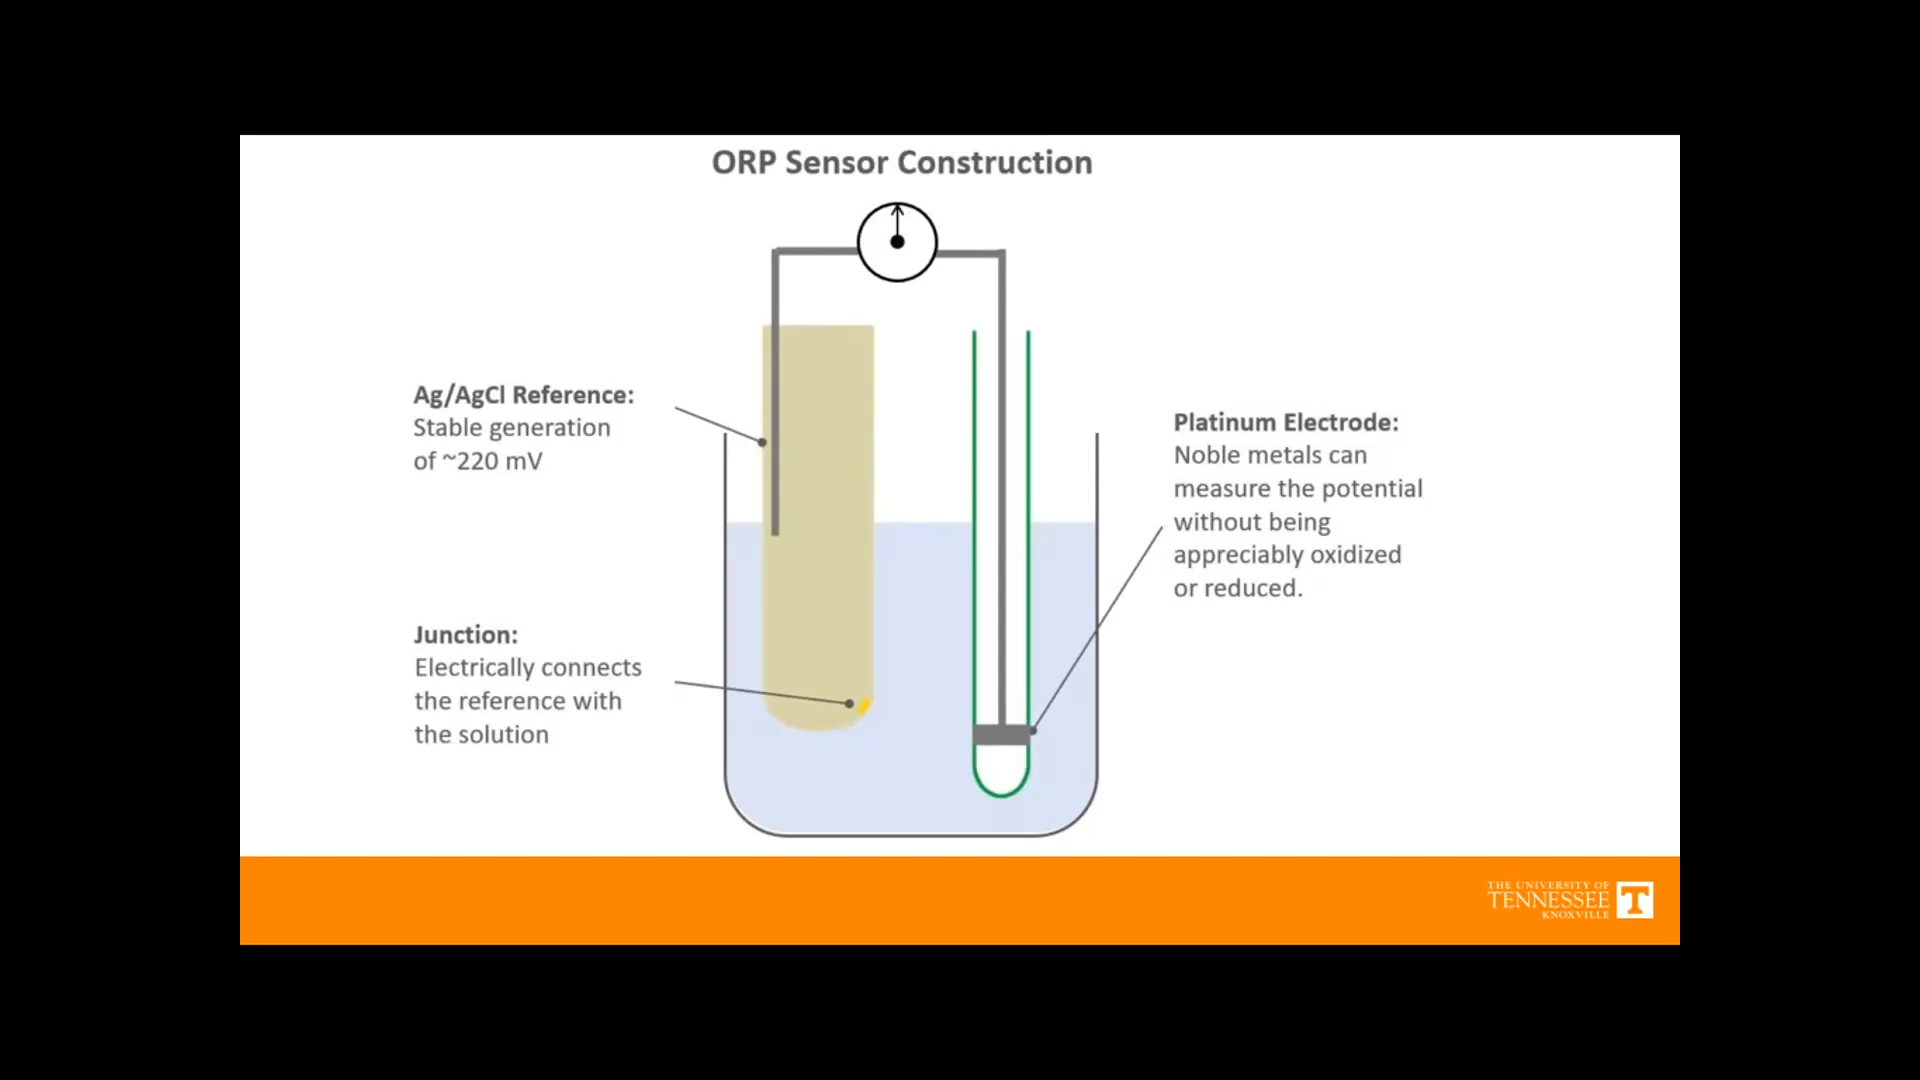 ORP Sensor Construction
Ag/AgCl Reference:
Stable generation
of ~220 mV
Junction:
Electrically connects
the reference with
the solution
Platinum Electrode:
Noble metals can
measure the potential
without being
appreciably oxidized
or reduced.
THE UNIVERSITY OF
TENNESSEE
KNOXVILLE
T